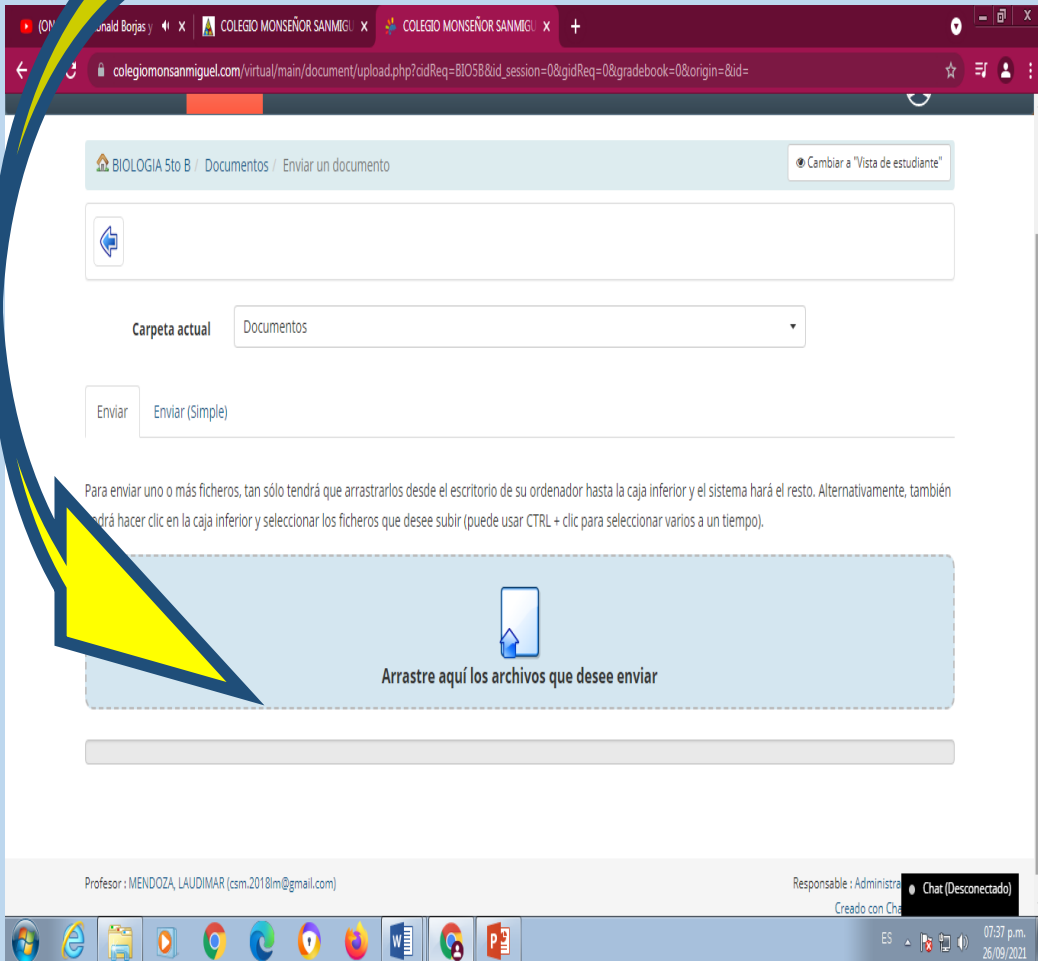 (ON
onald Borjas y
COLEGIO MONSEÑOR SANMIGU
COLEGIO MONSEÑOR SANMIGU
colegiomonsanmiguel.com/virtual/main/document/upload.php?cidReq=BIO5B&id_session=0&gidReq=0&gradebook=0&origin=&id=
BIOLOGIA 5to B / Documentos / Enviar un documento
Cambiar a "Vista de estudiante"
Carpeta actual
Documentos
Enviar
Enviar (Simple)
Para enviar uno o más ficheros, tan sólo tendrá que arrastrarlos desde el escritorio de su ordenador hasta la caja inferior y el sistema hará el resto. Alternativamente, también
drá hacer clic en la caja inferior y seleccionar los ficheros que desee subir (puede usar CTRL + clic para seleccionar varios a un tiempo).
Arrastre aquí los archivos que desee enviar
Profesor : MENDOZA, LAUDIMAR (csm.2018lm@gmail.com)
Responsable : Administra
Chat (Desconectado)
Creado con Cha
ES
07:37 p.m.
26/09/2021